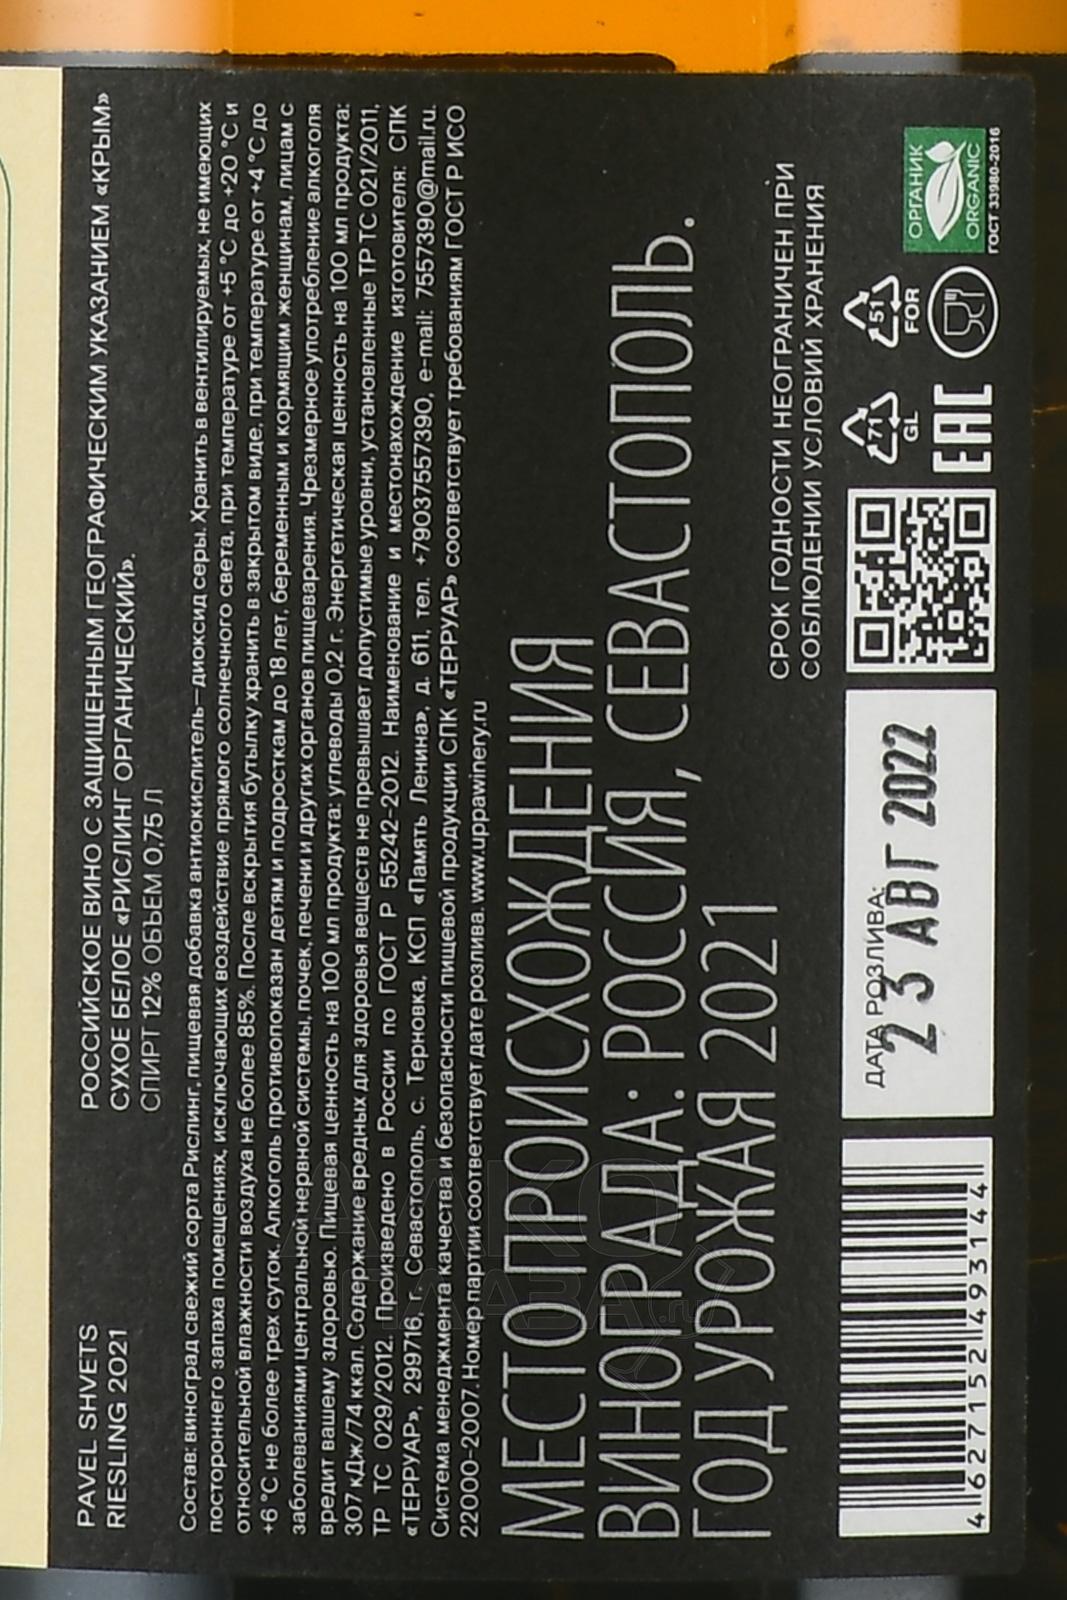 PAVEL SHVETS
RIESLING 2021
РОССИЙСКОЕ ВИНО С ЗАЩИЩЕННЫМ ГЕОГРАФИЧЕСКИМ УКАЗАНИЕМ «КРЫМ»
СУХОЕ БЕЛОЕ «РИСЛИНГ ОРГАНИЧЕСКИЙ».
СПИРТ 12% ОБЪЕМ 0,75 Л
Состав: виноград свежий сорта Рислинг, пищевая добавка антиокислитель—диоксид серы. Хранить в вентилируемых, не имеющих
постороннего запаха помещениях, исключающих воздействие прямого солнечного света, при температуре от +5 °С до +20 °С и
относительной влажности воздуха не более 85%. После вскрытия бутылку хранить в закрытом виде, при температуре от +4 °С до
+6 °С не более трех суток. Алкоголь противопоказан детям и подросткам до 18 лет, беременным и кормящим женщинам, лицам с
заболеваниями центральной нервной системы, почек, печени и других органов пищеварения. Чрезмерное употребление алкоголя
вредит вашему здоровью. Пищевая ценность на 100 мл продукта: углеводы 0,2 г. Энергетическая ценность на 100 мл продукта:
307 кДж/74 ккал. Содержание вредных для здоровья веществ не превышает допустимые уровни, установленные ТР ТС 021/2011,
ТР ТС 029/2012. Произведено в России по ГОСТ Р 55242-2012. Наименование и местонахождение изготовителя: СПК
«ТЕРРУАР», 299716, г. Севастополь, с. Терновка, КСП «Память Ленина», д. 611, тел. +79037557390, e-mail: 7557390@mail.ru.
Система менеджмента качества и безопасности пищевой продукции СПК «ТЕРРУАР» соответствует требованиям ГОСТ Р ИСО
22000-2007. Номер партии соответствует дате розлива. www.uppawinery.ru
МЕСТОПРОИСХОЖДЕНИЯ
ВИНОГРАДА: РОССИЯ, СЕВАСТОПОЛЬ.
ГОД УРОЖАЯ 2021
СРОК ГОДНОСТИ НЕОГРАНИЧЕН ПРИ
СОБЛЮДЕНИИ УСЛОВИЙ ХРАНЕНИЯ
4 627152 493144
ДАТА РОЗЛИВА:
23 АВГ 2022
71
GL
51
FOR
EAC
ОРГАНИК
ORGANIC
ГОСТ 33980-2016
АЛКО
ПЛАЗА.ru